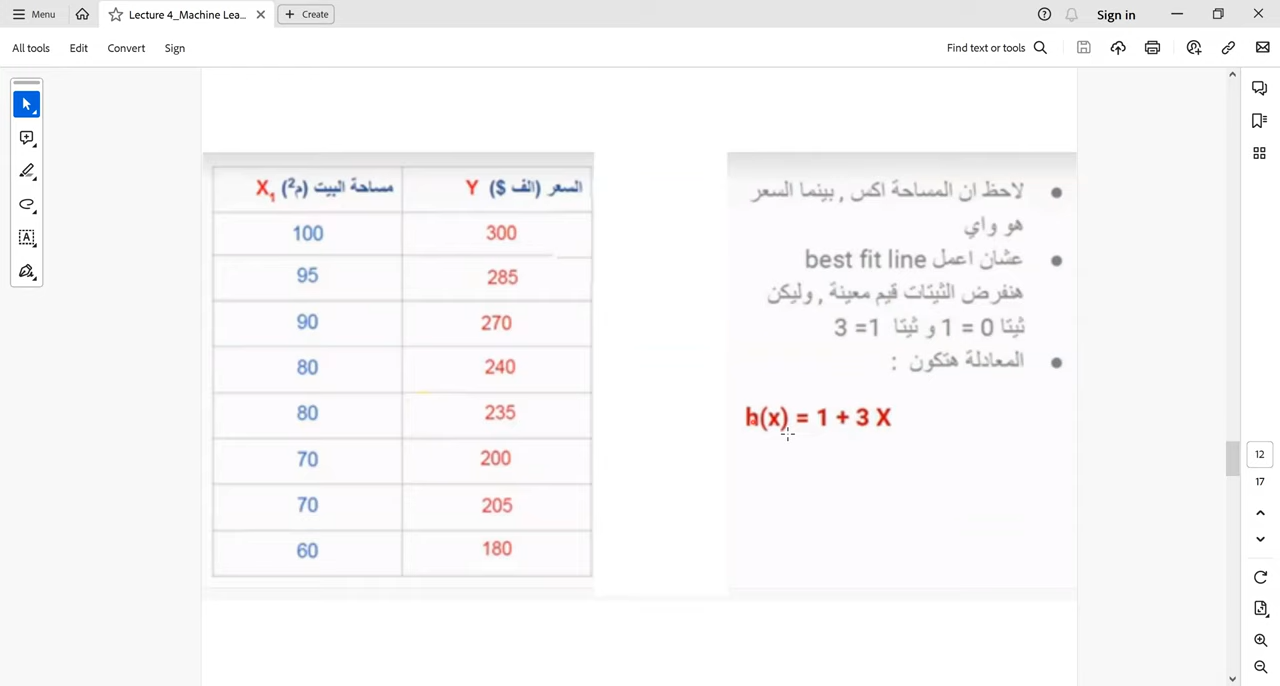 Menu
Lecture 4_Machine Lea...
Create
Sign in
All tools
Edit
Convert
Sign
Find text or tools
مساحة البيت (م²) X₁ السعر (الف $) Y
100 300
95 285
90 270
80 240
80 235
70 200
70 205
60 180
لاحظ ان المساحة اكس , بينما السعر
هو واي
عشان اعمل best fit line
هنفرض الثيتات قيم معينة , وليكن
ثيتا 0 = 1 و ثيتا 1= 3
المعادلة هتكون :
h(x) = 1 + 3 X
12
17